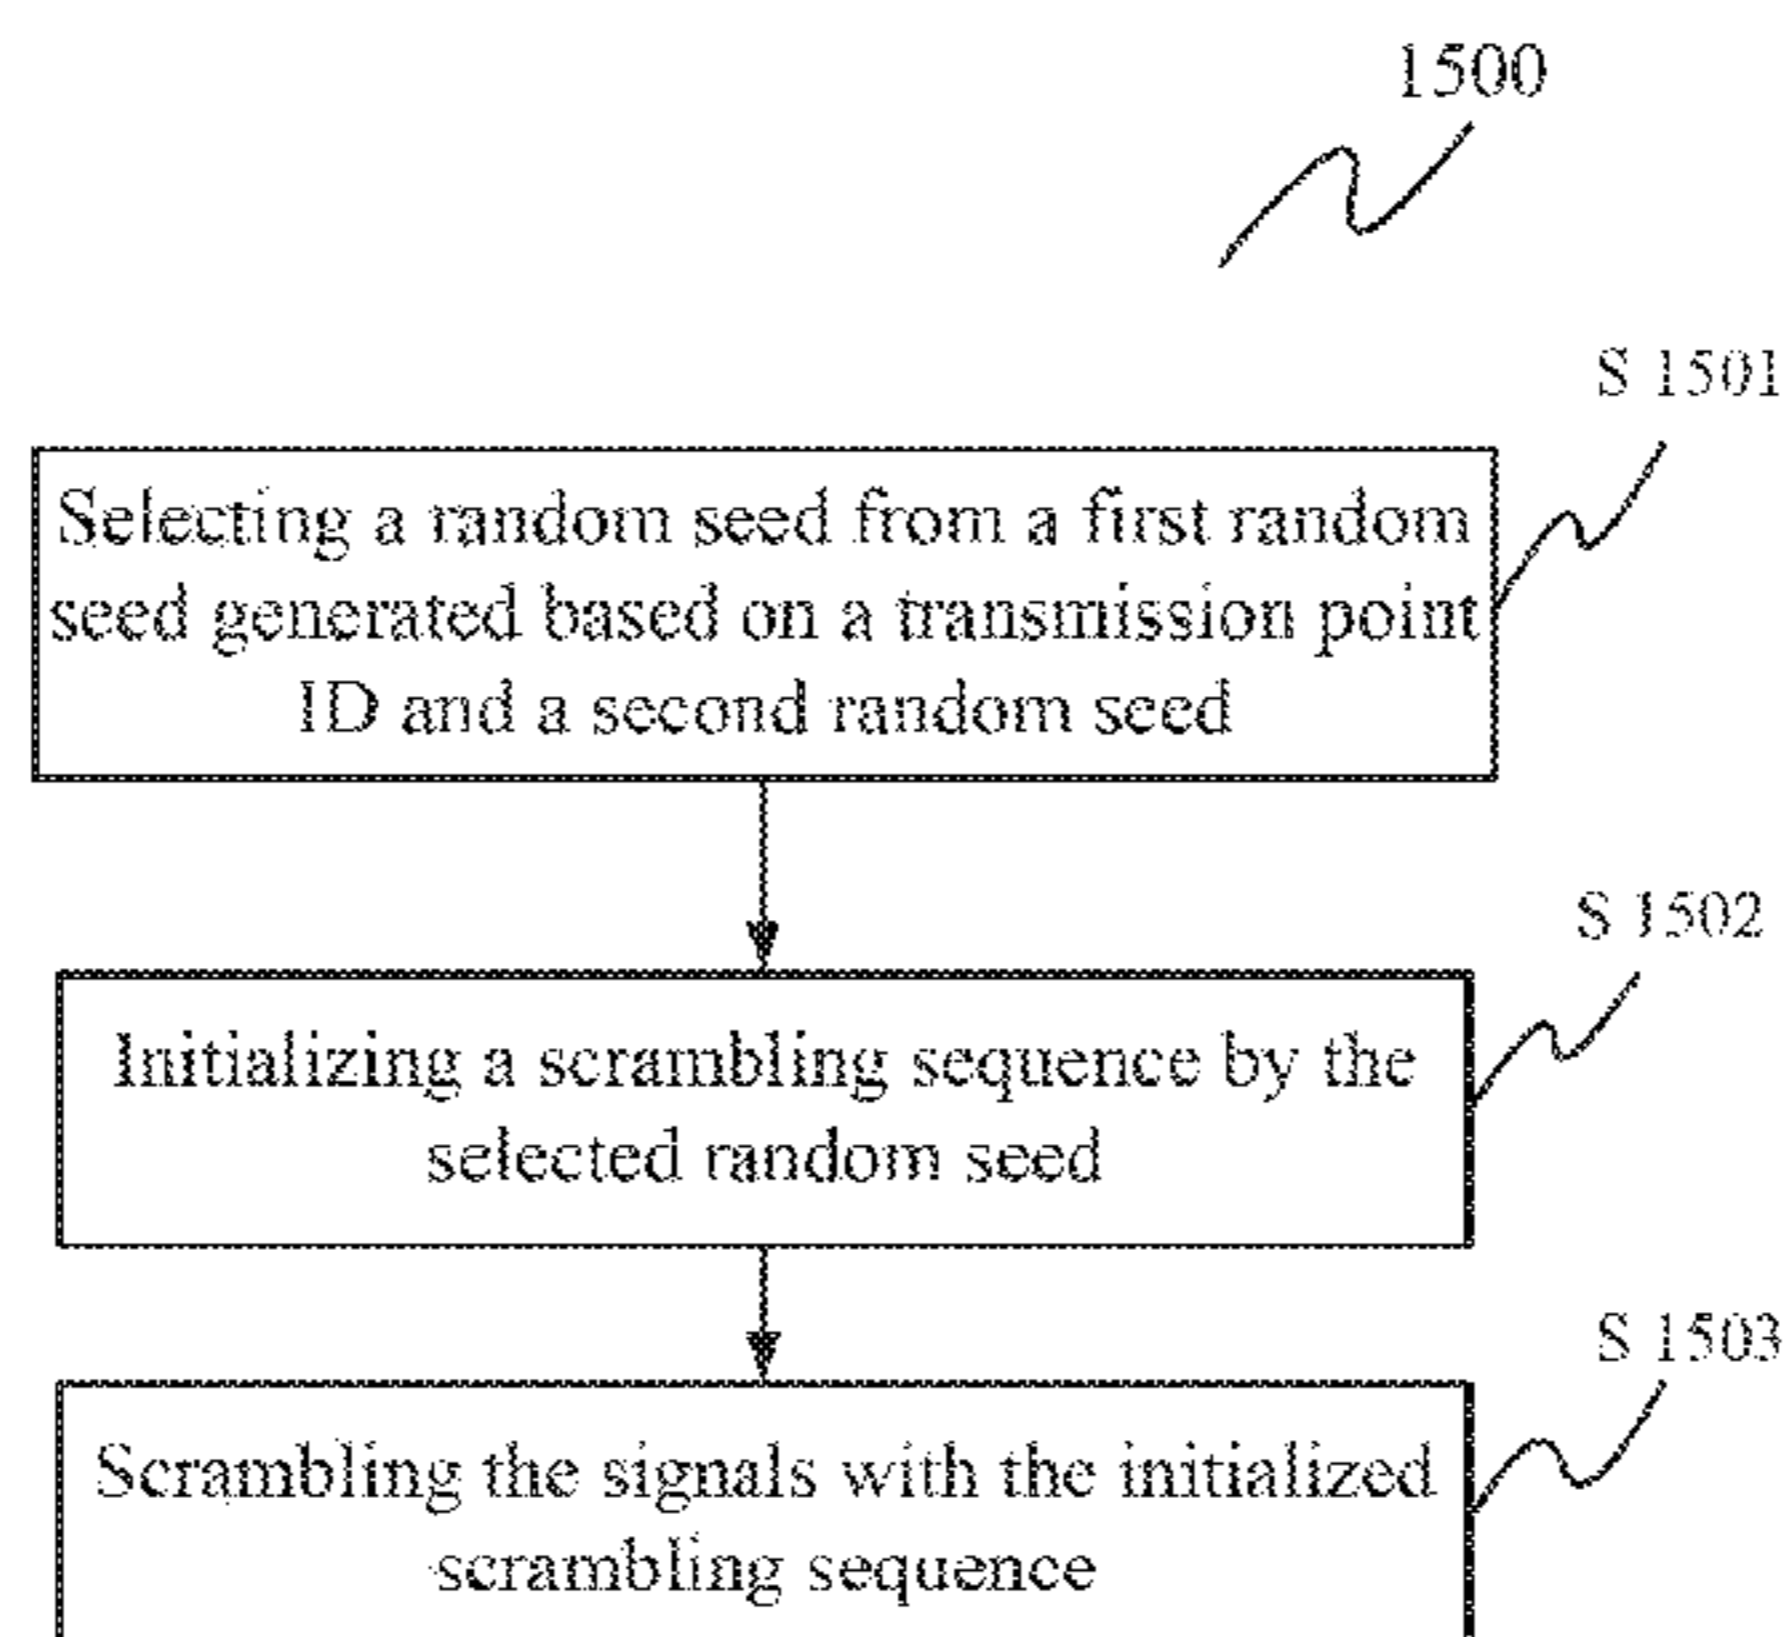 1500
S 1501
Selecting a random seed from a first random
seed generated based on a transmission point
ID and a second random seed
S 1502
Initializing a scrambling sequence by the
selected random seed
S 1503
Scrambling the signals with the initialized
scrambling sequence